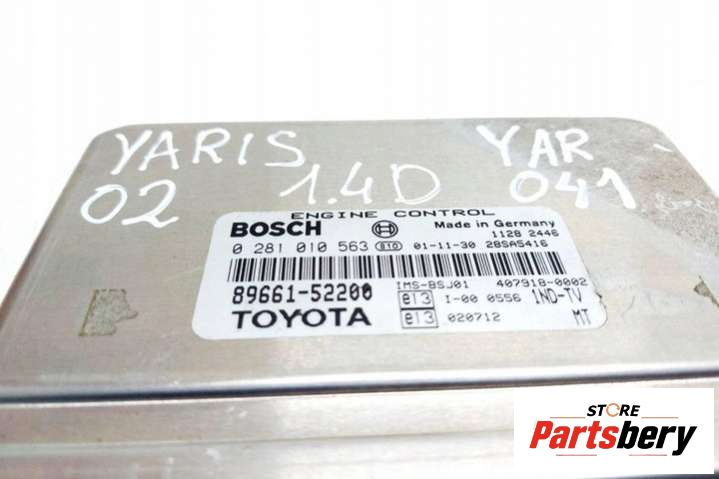 YARIS YAR
02 1.4D 041
ENGINE CONTROL
BOSCH Made in Germany
1128 2446
0 281 010 563 810 01-11-30 28SA5416
IMS-BSJ01 407918-0002
89661-52200 e13 I-00 0556 1ND-TV
TOYOTA e13 020712 MT
STORE
Partsbery